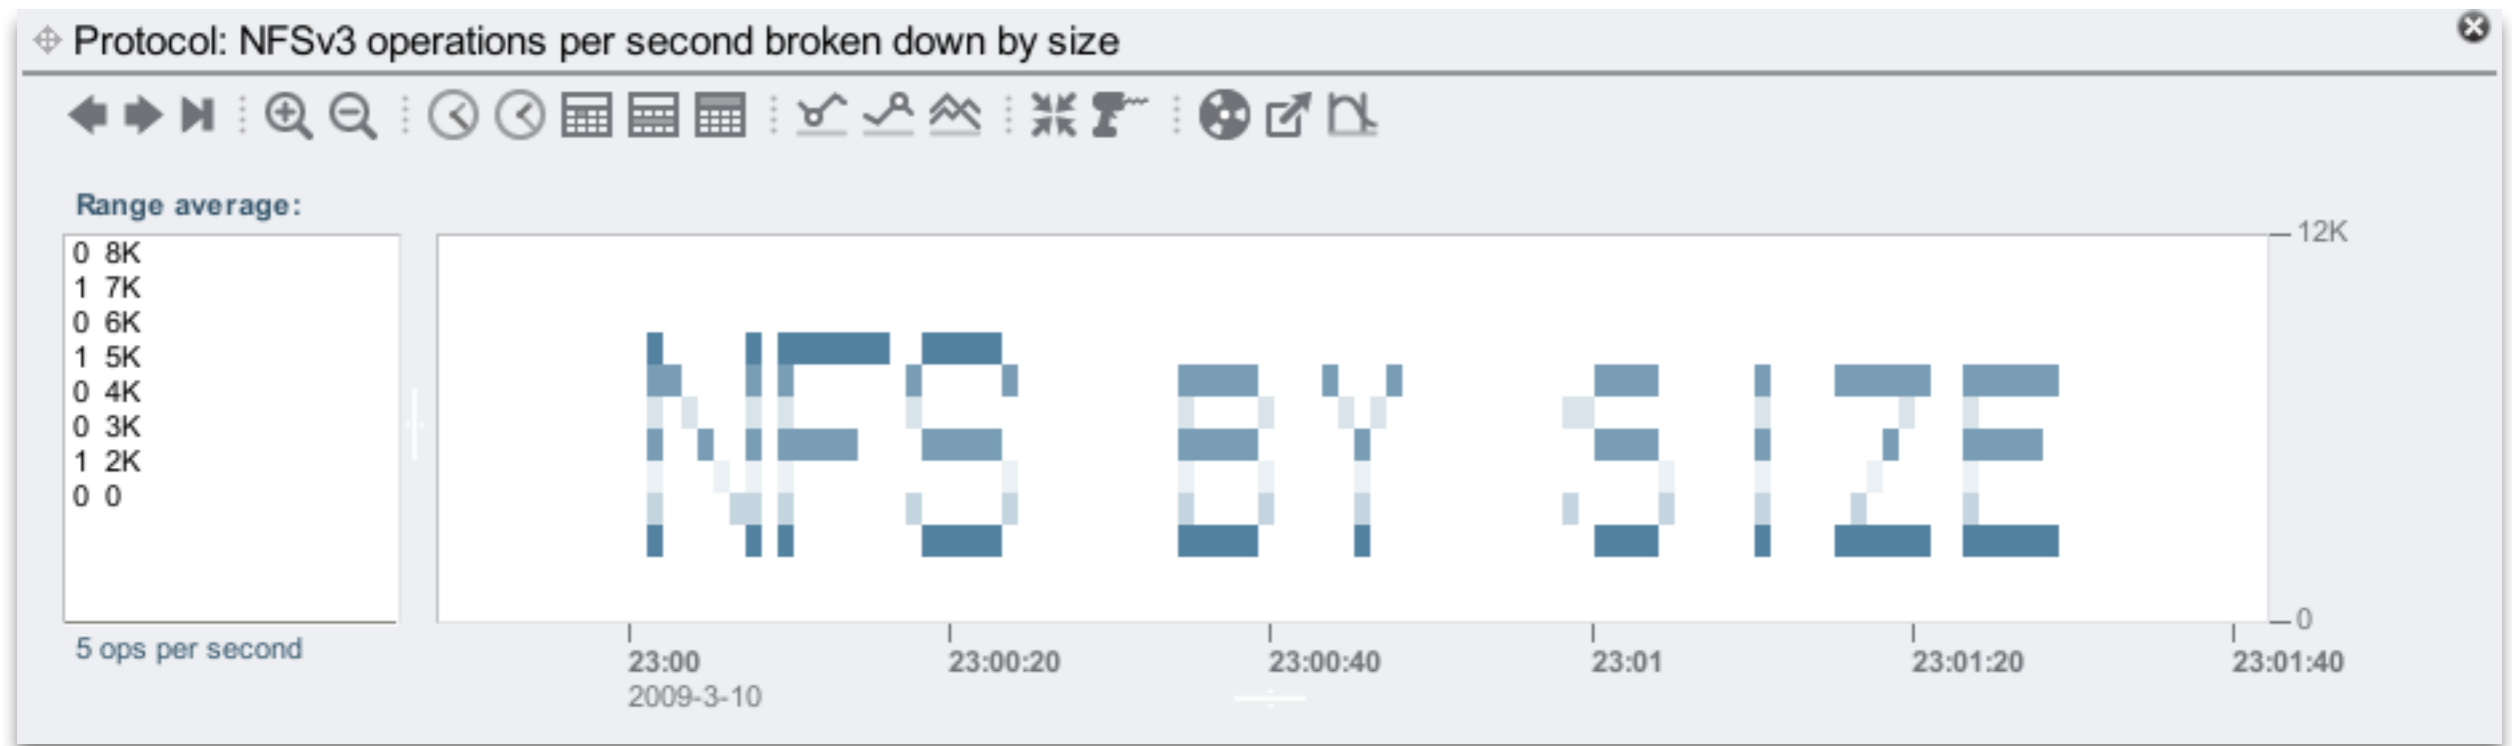 Protocol: NFSv3 operations per second broken down by size
Range average:
0 8K
1 7K
0 6K
1 5K
0 4K
0 3K
1 2K
0 0
5 ops per second
12K
NFS BY SIZE
0
23:00 23:00:20 23:00:40 23:01 23:01:20 23:01:40
2009-3-10